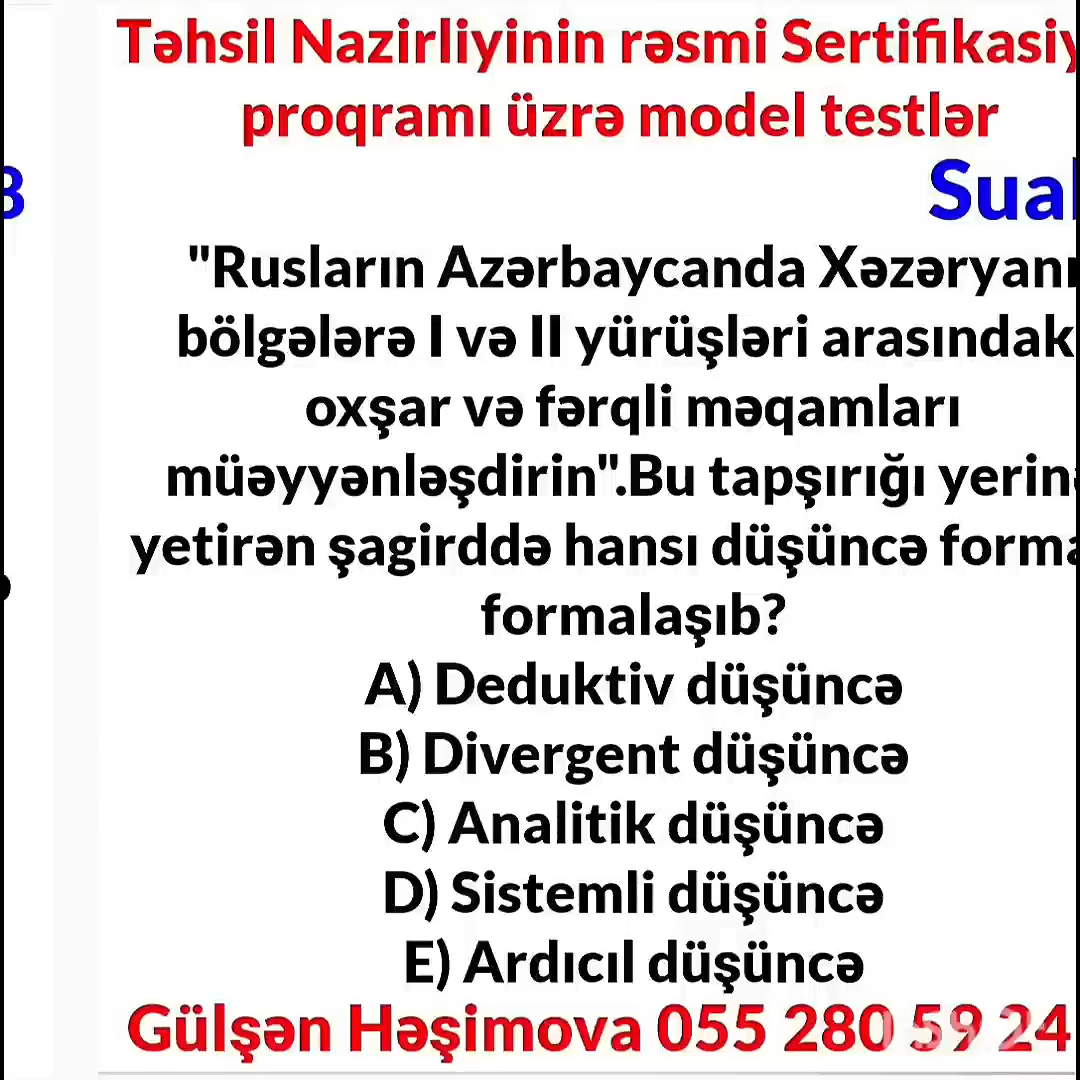 Təhsil Nazirliyinin rəsmi Sertifikasiy
proqramı üzrə model testlər
Sual
"Rusların Azərbaycanda Xəzəryanı
bölgələrə I və II yürüşləri arasındak
oxşar və fərqli məqamları
müəyyənləşdirin".Bu tapşırığı yerinə
yetirən şagirddə hansı düşüncə forma
formalaşıb?
A) Deduktiv düşüncə
B) Divergent düşüncə
C) Analitik düşüncə
D) Sistemli düşüncə
E) Ardıcıl düşüncə
Gülşən Həşimova 055 280 59 24